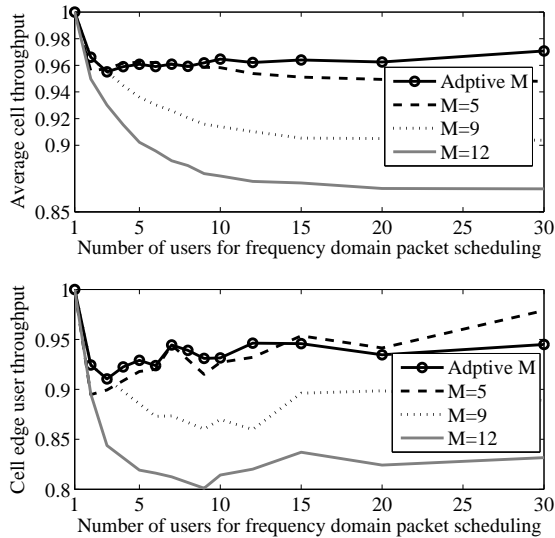 Average cell throughput
1
0.98
0.96
0.94
0.92
0.9
0.85
Adptive M
M=5
M=9
M=12
1 5 10 15 20 25 30
Number of users for frequency domain packet scheduling
Cell edge user throughput
1
0.95
0.9
0.85
0.8
Adptive M
M=5
M=9
M=12
1 5 10 15 20 25 30
Number of users for frequency domain packet scheduling